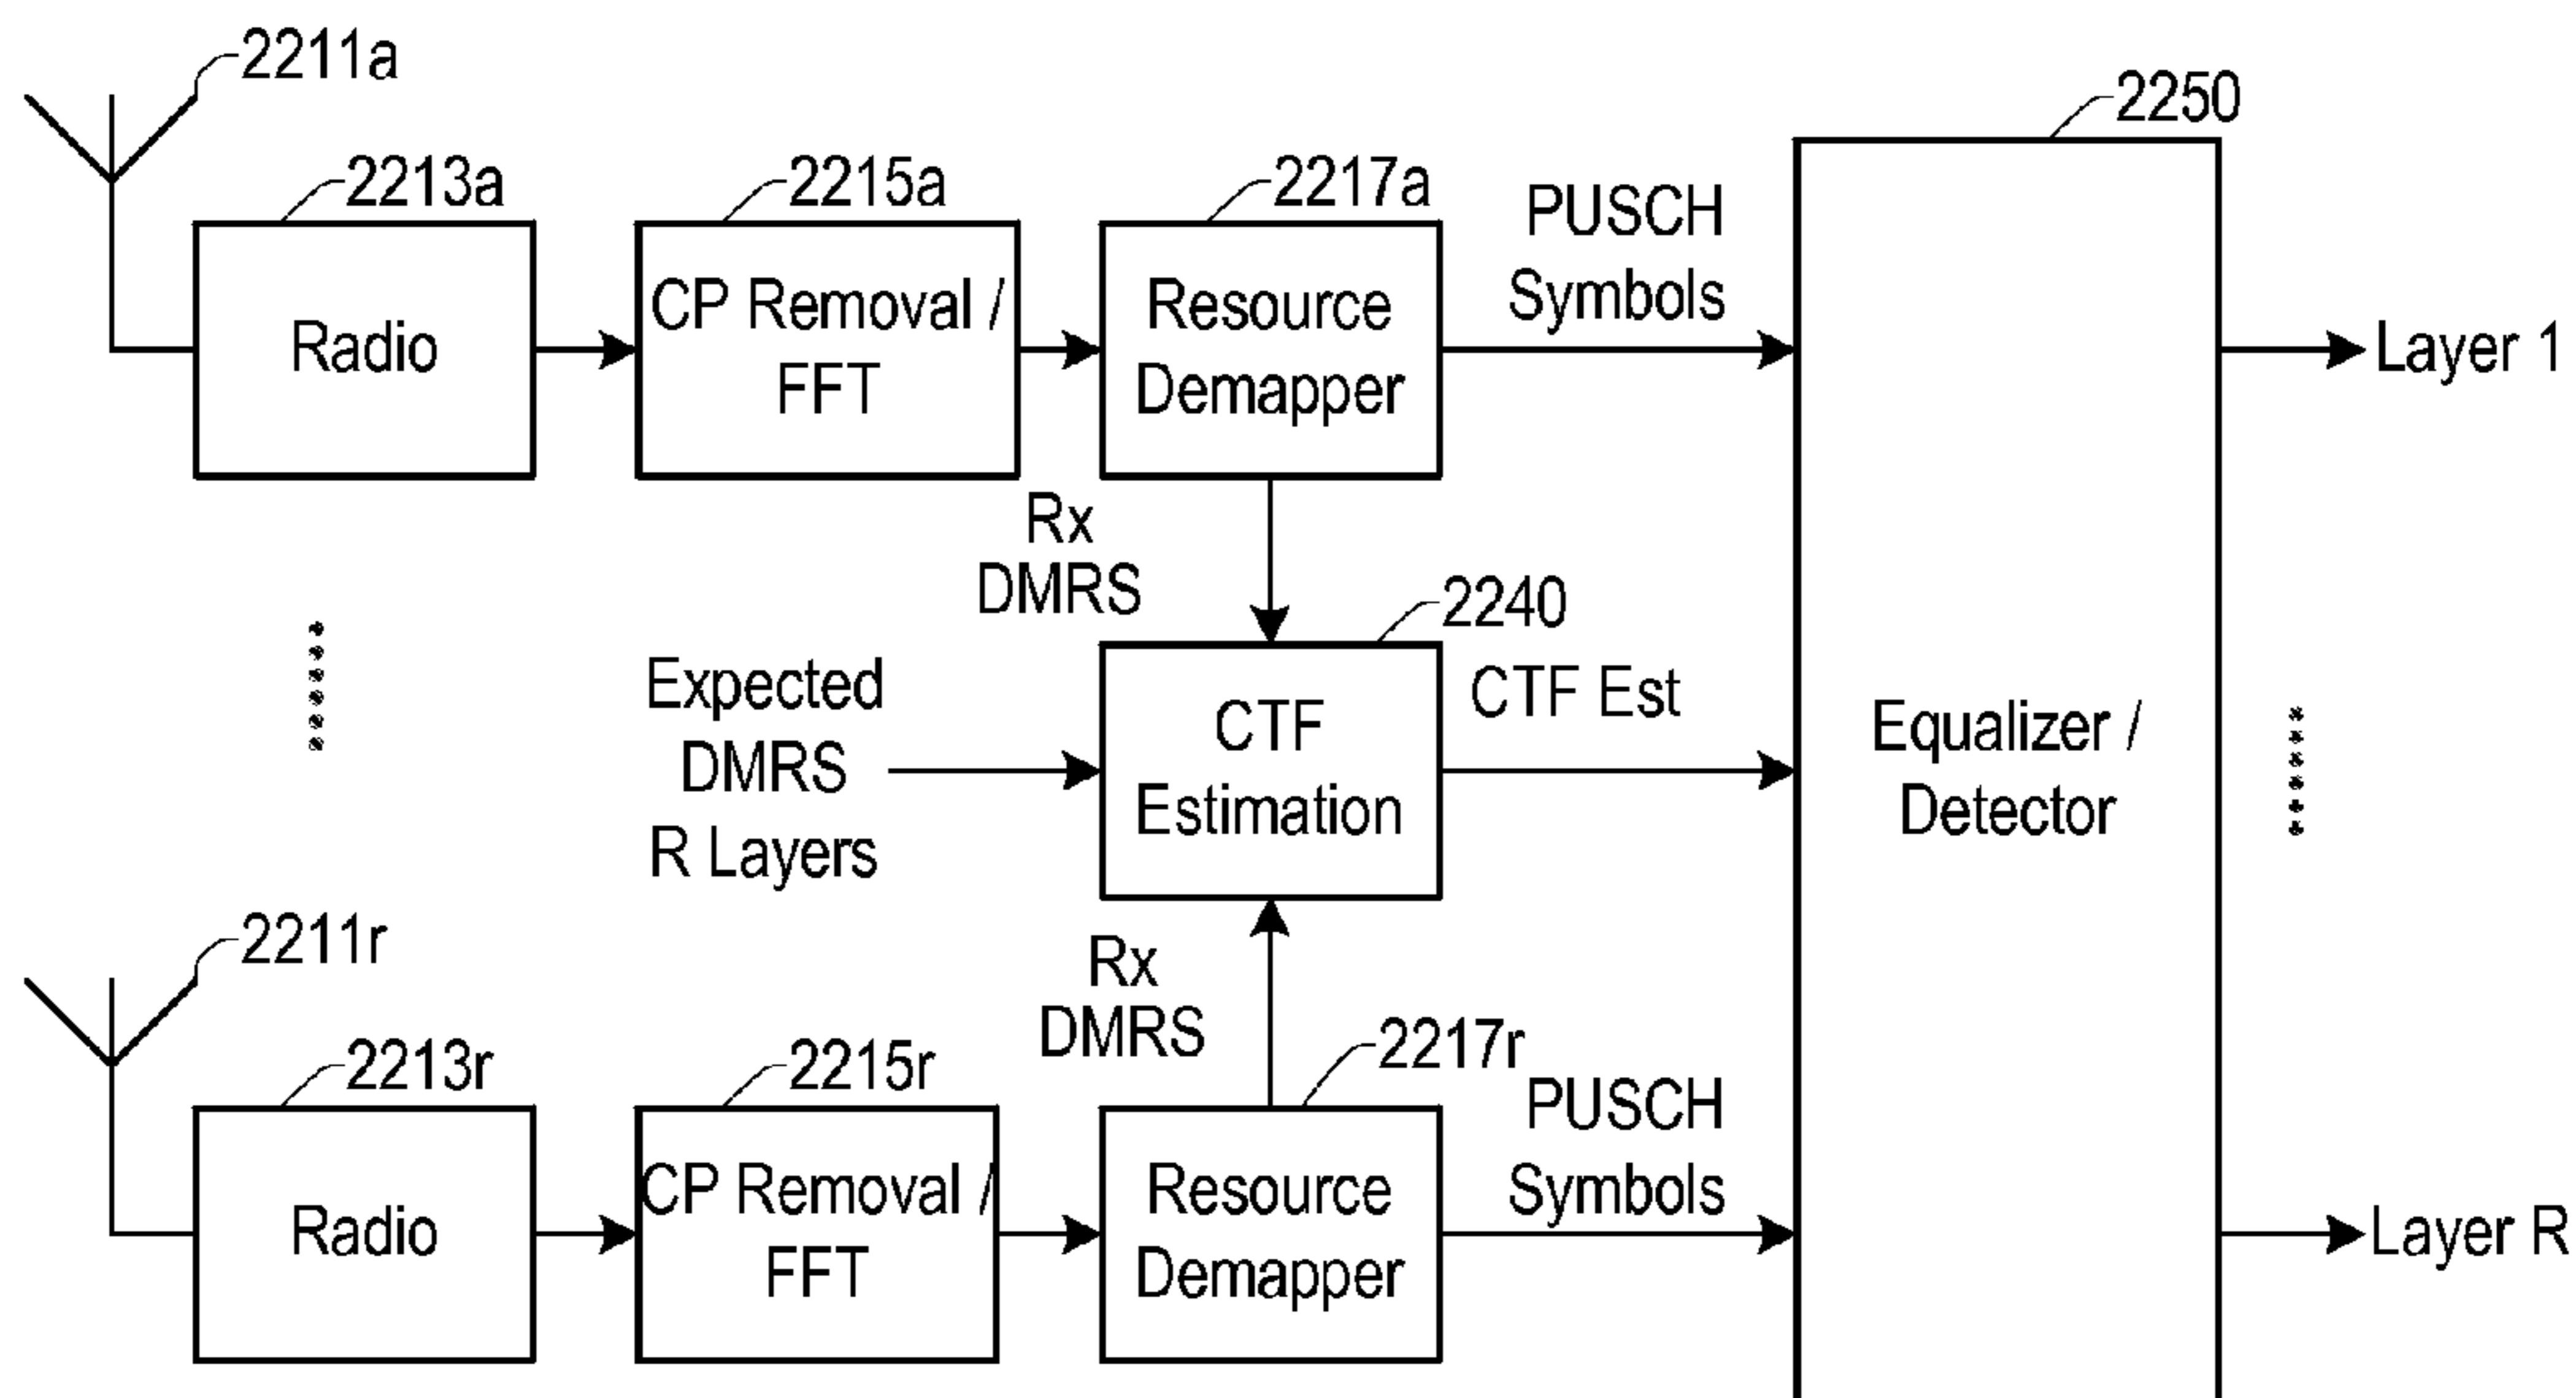 2211a
2213a
2215a
2217a
2250
Radio
CP Removal /
FFT
Resource
Demapper
PUSCH
Symbols
Layer 1
Rx
DMRS
2240
Expected
DMRS
R Layers
CTF
Estimation
CTF Est
Equalizer /
Detector
2211r
2213r
2215r
Rx
DMRS
2217r
Radio
CP Removal /
FFT
Resource
Demapper
PUSCH
Symbols
Layer R